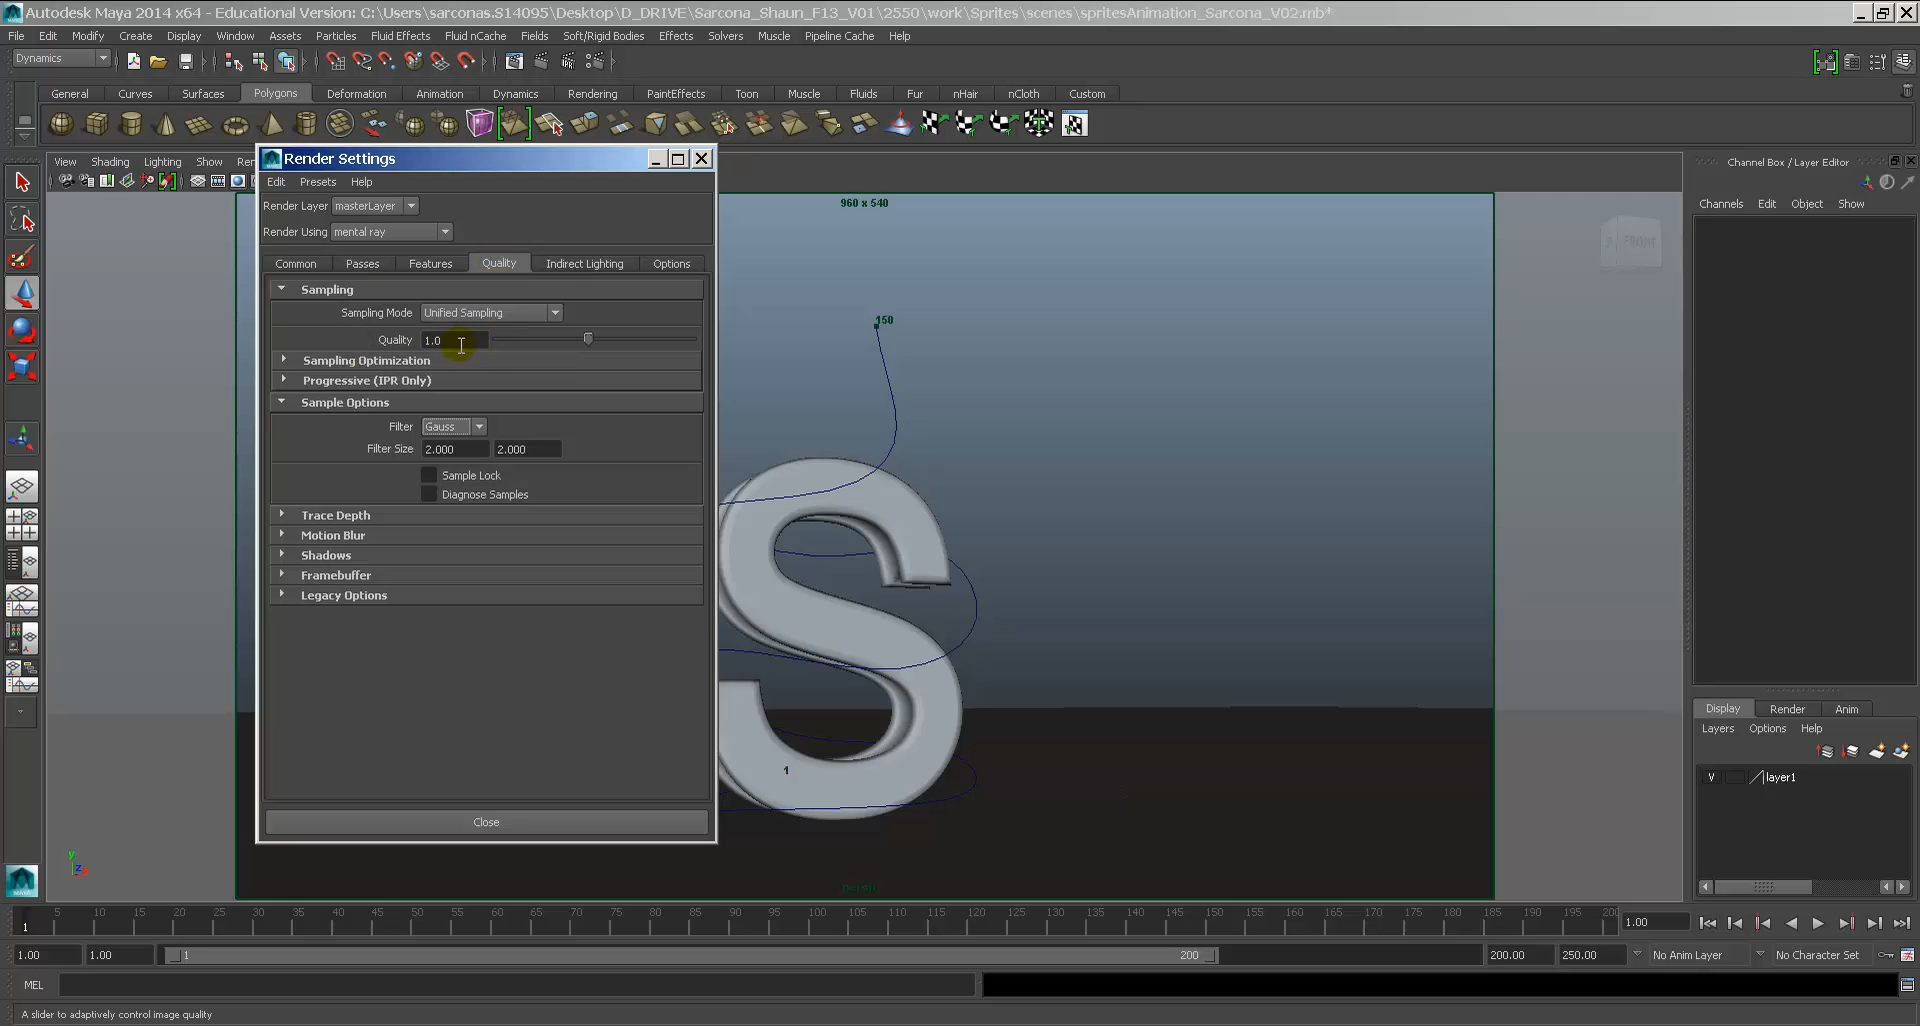 Autodesk Maya 2014 x64 - Educational Version: C:\Users\sarconas.S14095\Desktop\D_DRIVE\Sarcona_Shaun_F13_V01\2550\work\Sprites\scenes\spritesAnimation_Sarcona_V02.mb*
File Edit Modify Create Display Window Assets Particles Fluid Effects Fluid nCache Fields Soft/Rigid Bodies Effects Solvers Muscle Pipeline Cache Help
Dynamics
General Curves Surfaces Polygons Deformation Animation Dynamics Rendering PaintEffects Toon Muscle Fluids Fur nHair nCloth Custom
View Shading Lighting Show Ren
Render Settings
Edit Presets Help
Render Layer masterLayer
Render Using mental ray
Common Passes Features Quality Indirect Lighting Options
Sampling
Sampling Mode Unified Sampling
Quality 1.0
Sampling Optimization
Progressive (IPR Only)
Sample Options
Filter Gauss
Filter Size 2.000 2.000
Sample Lock
Diagnose Samples
Trace Depth
Motion Blur
Shadows
Framebuffer
Legacy Options
Close
960 x 540
150
FRONT
1
y
z
Channel Box / Layer Editor
Channels Edit Object Show
Display Render Anim
Layers Options Help
V layer1
5 10 15 20 25 30 35 40 45 50 55 60 65 70 75 80 85 90 95 100 105 110 115 120 125 130 135 140 145 150 155 160 165 170 175 180 185 190 195 200
1
1.00
1.00 1.00 1 200 200.00 250.00 No Anim Layer No Character Set
MEL
A slider to adaptively control image quality